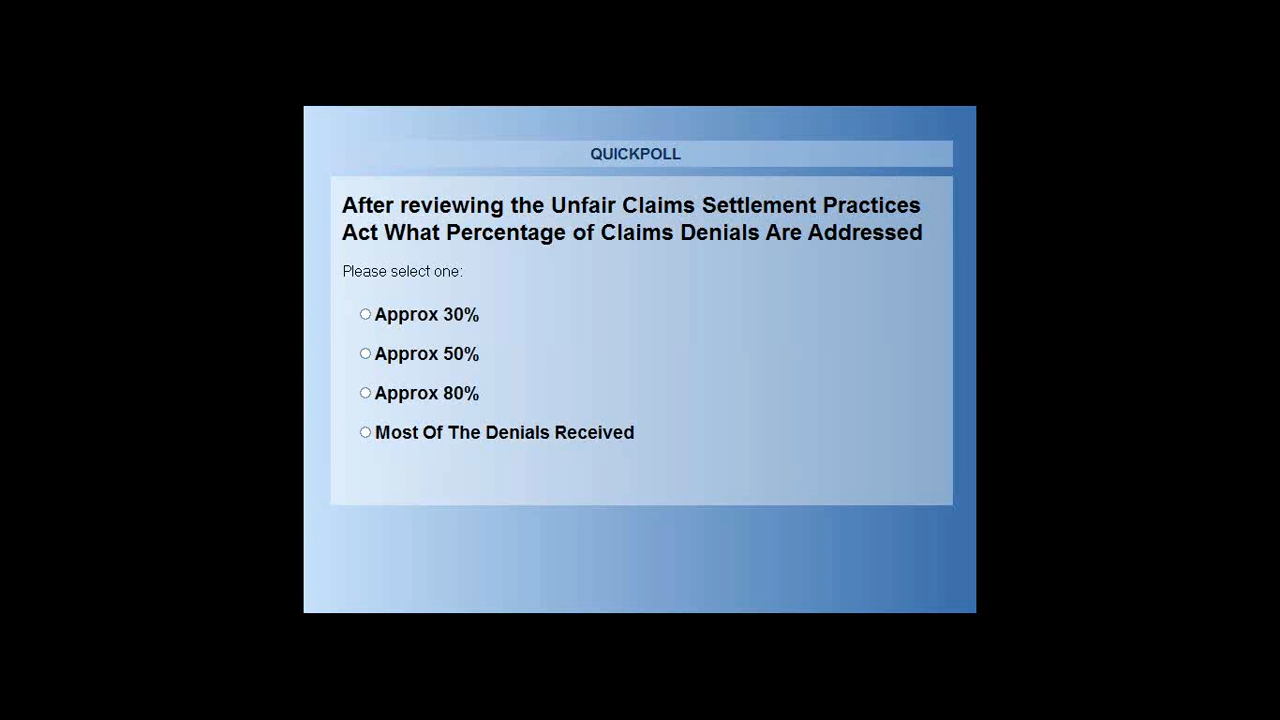 QUICKPOLL
After reviewing the Unfair Claims Settlement Practices
Act What Percentage of Claims Denials Are Addressed
Please select one:
Approx 30%
Approx 50%
Approx 80%
Most Of The Denials Received